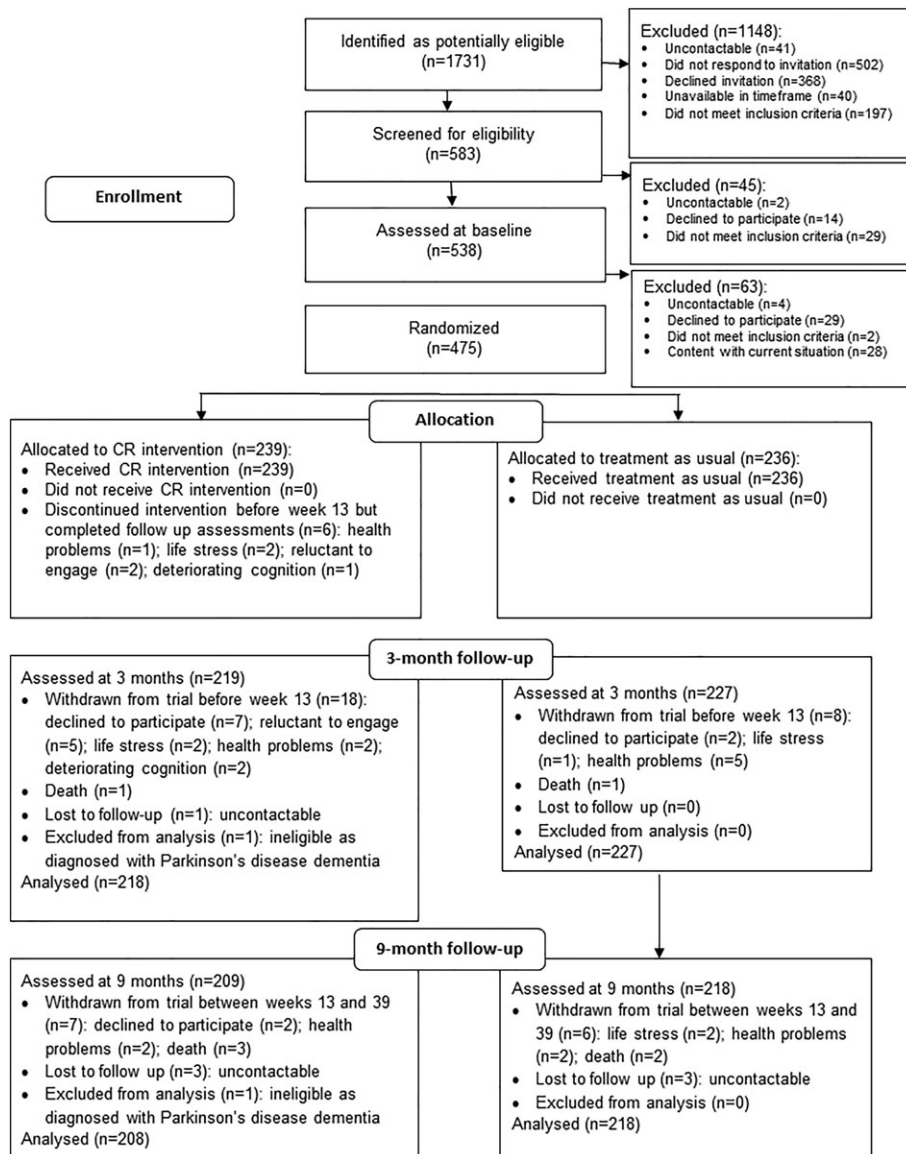 Identified as potentially eligible
(n=1731)
Excluded (n=1148):
• Uncontactable (n=41)
• Did not respond to invitation (n=502)
• Declined invitation (n=368)
• Unavailable in timeframe (n=40)
• Did not meet inclusion criteria (n=197)
Screened for eligibility
(n=583)
Enrollment
Excluded (n=45):
• Uncontactable (n=2)
• Declined to participate (n=14)
• Did not meet inclusion criteria (n=29)
Assessed at baseline
(n=538)
Excluded (n=63):
• Uncontactable (n=4)
• Declined to participate (n=29)
• Did not meet inclusion criteria (n=2)
• Content with current situation (n=28)
Randomized
(n=475)
Allocation
Allocated to CR intervention (n=239):
• Received CR intervention (n=239)
• Did not receive CR intervention (n=0)
• Discontinued intervention before week 13 but
completed follow up assessments (n=6): health
problems (n=1); life stress (n=2); reluctant to
engage (n=2); deteriorating cognition (n=1)
Allocated to treatment as usual (n=236):
• Received treatment as usual (n=236)
• Did not receive treatment as usual (n=0)
3-month follow-up
Assessed at 3 months (n=219)
• Withdrawn from trial before week 13 (n=18):
declined to participate (n=7); reluctant to engage
(n=5); life stress (n=2); health problems (n=2);
deteriorating cognition (n=2)
• Death (n=1)
• Lost to follow-up (n=1): uncontactable
• Excluded from analysis (n=1): ineligible as
diagnosed with Parkinson's disease dementia
Analysed (n=218)
Assessed at 3 months (n=227)
• Withdrawn from trial before week 13 (n=8):
declined to participate (n=2); life stress
(n=1); health problems (n=5)
• Death (n=1)
• Lost to follow up (n=0)
• Excluded from analysis (n=0)
Analysed (n=227)
9-month follow-up
Assessed at 9 months (n=209)
• Withdrawn from trial between weeks 13 and 39
(n=7): declined to participate (n=2); health
problems (n=2); death (n=3)
• Lost to follow up (n=3): uncontactable
• Excluded from analysis (n=1): ineligible as
diagnosed with Parkinson's disease dementia
Analysed (n=208)
Assessed at 9 months (n=218)
• Withdrawn from trial between weeks 13 and
39 (n=6): life stress (n=2); health problems
(n=2); death (n=2)
• Lost to follow up (n=3): uncontactable
• Excluded from analysis (n=0)
Analysed (n=218)